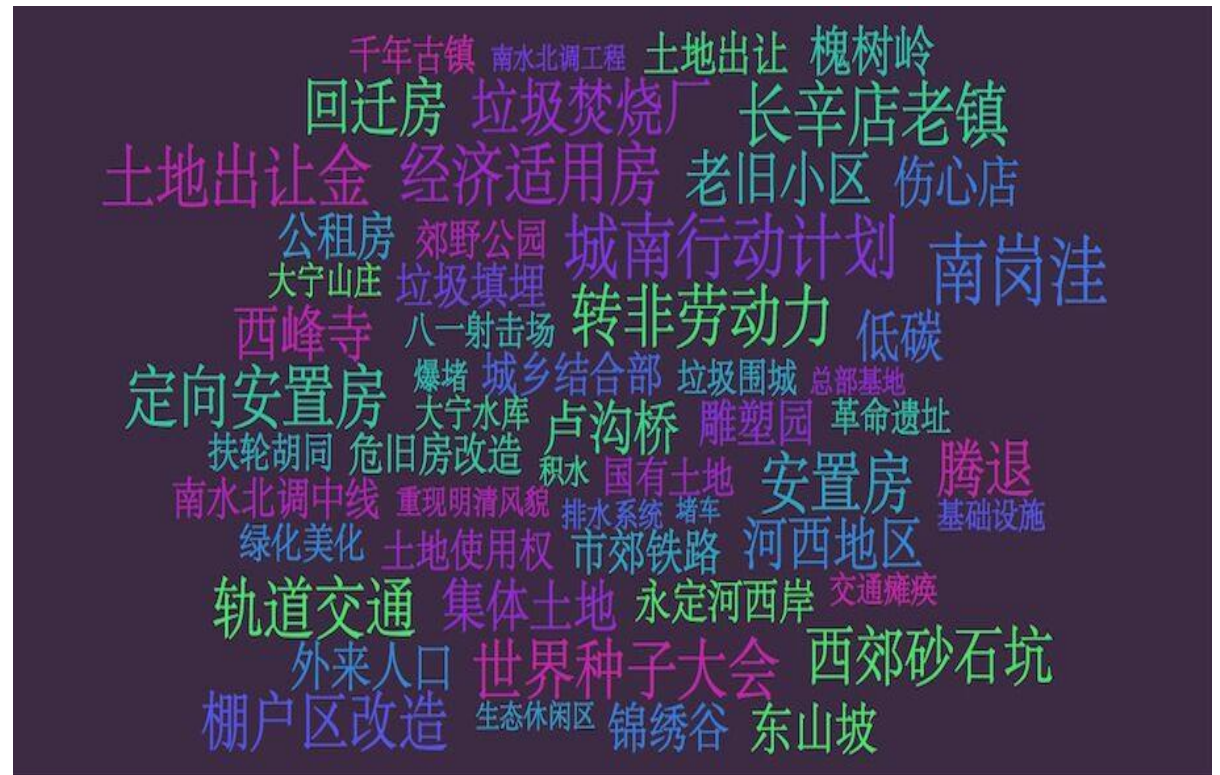 千年古镇 南水北调工程 土地出让 槐树岭
回迁房 垃圾焚烧厂 长辛店老镇
土地出让金 经济适用房 老旧小区 伤心店
公租房 郊野公园 城南行动计划 南岗洼
大宁山庄 垃圾填埋 转非劳动力
西峰寺 八一射击场 低碳
定向安置房 爆堵 城乡结合部 垃圾围城 总部基地
大宁水库 卢沟桥 雕塑园 革命遗址
扶轮胡同 危旧房改造 积水 国有土地 安置房 腾退
南水北调中线 重现明清风貌 排水系统 堵车 基础设施
绿化美化 土地使用权 市郊铁路 河西地区
轨道交通 集体土地 永定河西岸 交通瘫痪
外来人口 世界种子大会 西郊砂石坑
棚户区改造 生态休闲区 锦绣谷 东山坡